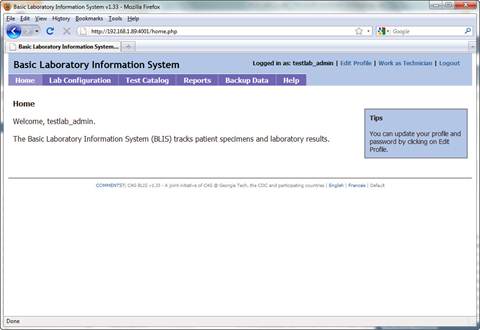 Basic Laboratory Information System v1.33 - Mozilla Firefox
File Edit View History Bookmarks Tools Help
http://192.168.1.89:4001/home.php
Google
Basic Laboratory Information System...
Basic Laboratory Information System
Logged in as: testlab_admin | Edit Profile | Work as Technician | Logout
Home Lab Configuration Test Catalog Reports Backup Data Help
Home
Welcome, testlab_admin.
The Basic Laboratory Information System (BLIS) tracks patient specimens and laboratory results.
Tips
You can update your profile and
password by clicking on Edit
Profile.
COMMENTS?| C4G BLIS v1.33 - A joint initiative of C4G @ Georgia Tech, the CDC and participating countries | English | Francais | Default
Done